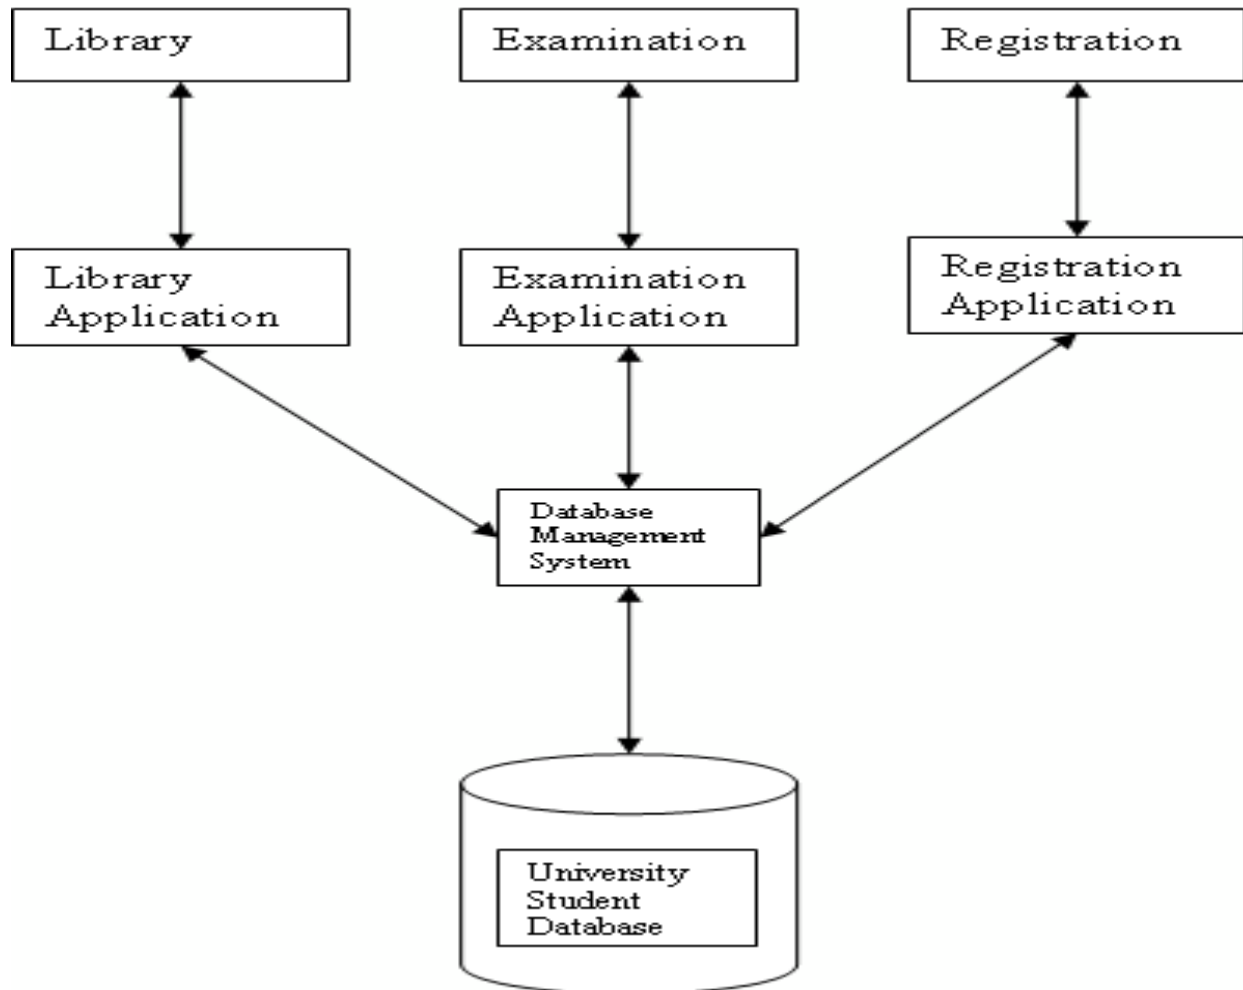 Library
Examination
Registration
Library
Application
Examination
Application
Registration
Application
Database
Management
System
University
Student
Database